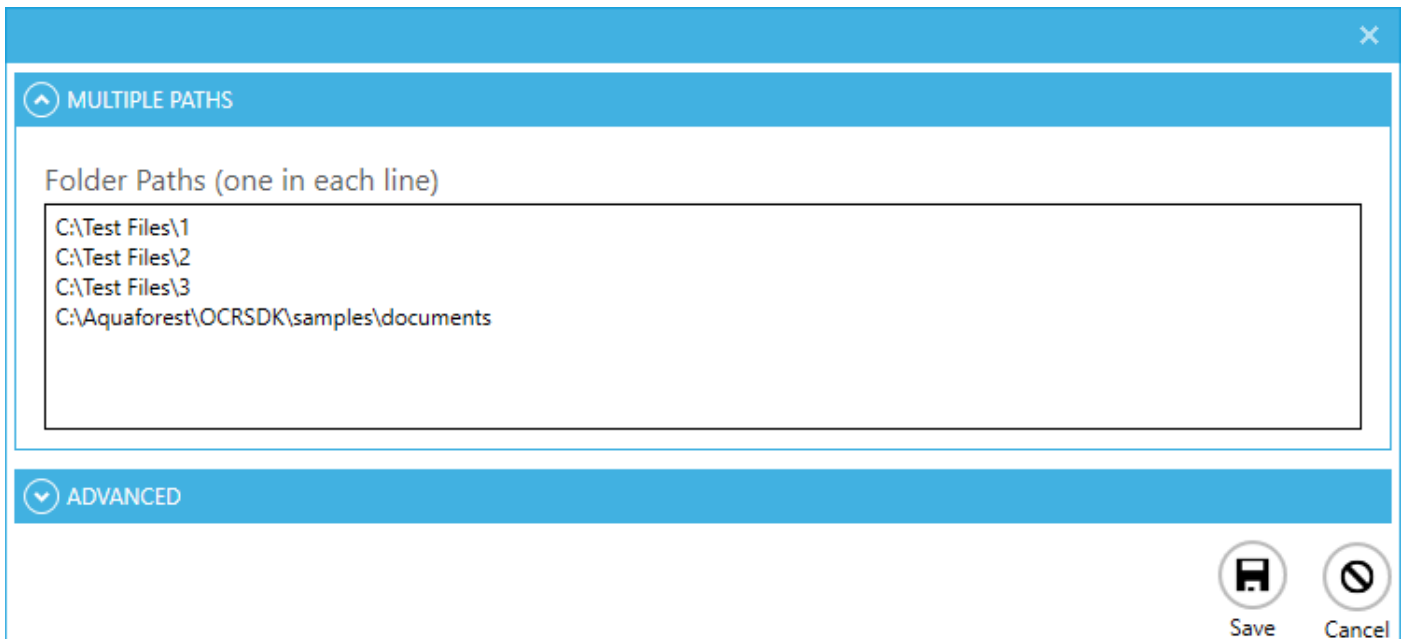 MULTIPLE PATHS
Folder Paths (one in each line)
C:\Test Files\1
C:\Test Files\2
C:\Test Files\3
C:\Aquaforest\OCRSDK\samples\documents
ADVANCED
Save Cancel